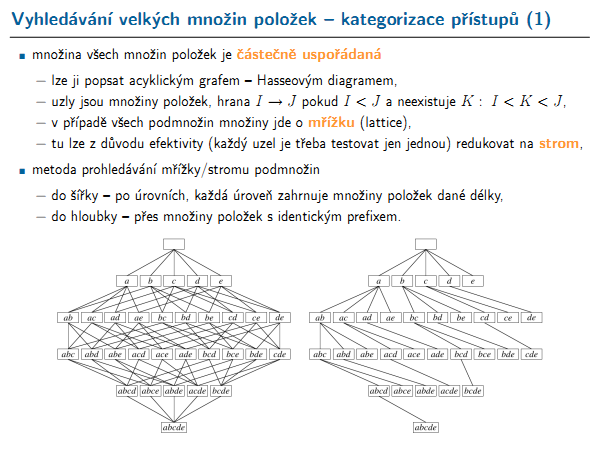 Vyhledávání velkých množin položek – kategorizace přístupů (1)
množina všech množin položek je částečně uspořádaná
– lze ji popsat acyklickým grafem – Hasseovým diagramem,
– uzly jsou množiny položek, hrana I → J pokud I < J a neexistuje K : I < K < J,
– v případě všech podmnožin množiny jde o mřížku (lattice),
– tu lze z důvodu efektivity (každý uzel je třeba testovat jen jednou) redukovat na strom,
metoda prohledávání mřížky/stromu podmnožin
– do šířky – po úrovních, každá úroveň zahrnuje množiny položek dané délky,
– do hloubky – přes množiny položek s identickým prefixem.
a b c d e
ab ac ad ae bc bd be cd ce de
abc abd abe acd ace ade bcd bce bde cde
abcd abce abde acde bcde
abcde
a b c d e
ab ac ad ae bc bd be cd ce de
abc abd abe acd ace ade bcd bce bde cde
abcd abce abde acde bcde
abcde